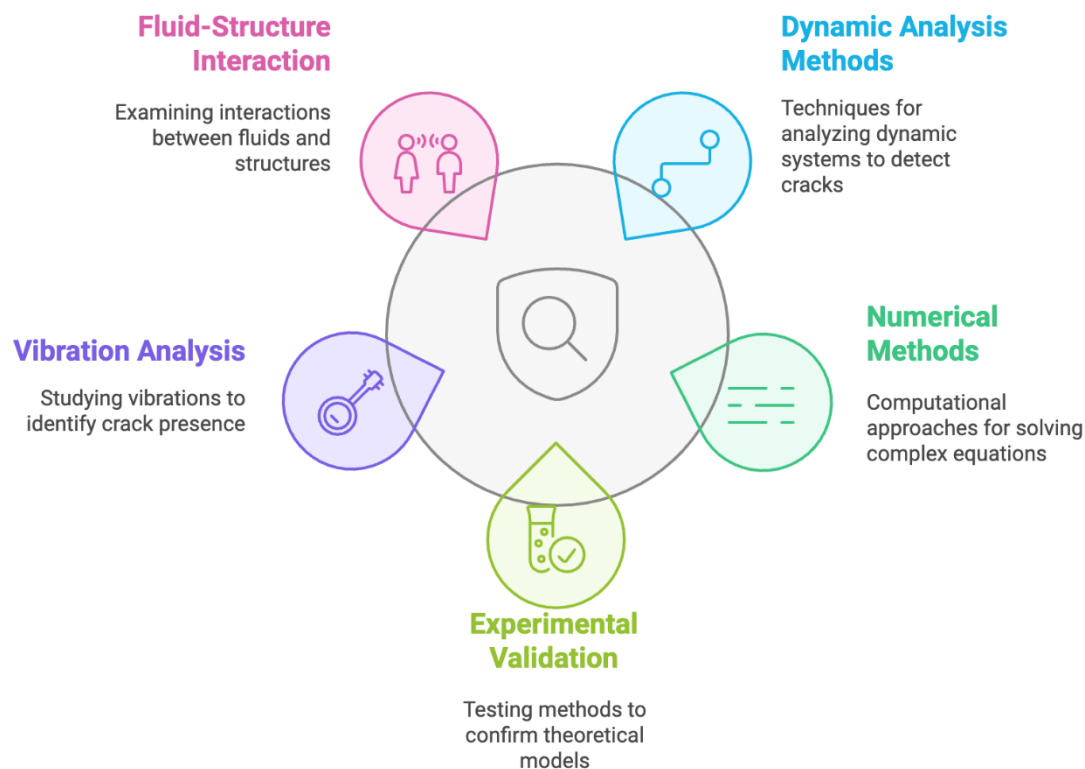 Fluid-Structure
Interaction
Examining interactions
between fluids and
structures
Dynamic Analysis
Methods
Techniques for
analyzing dynamic
systems to detect
cracks
Vibration Analysis
Studying vibrations to
identify crack presence
Numerical
Methods
Computational
approaches for solving
complex equations
Experimental
Validation
Testing methods to
confirm theoretical
models